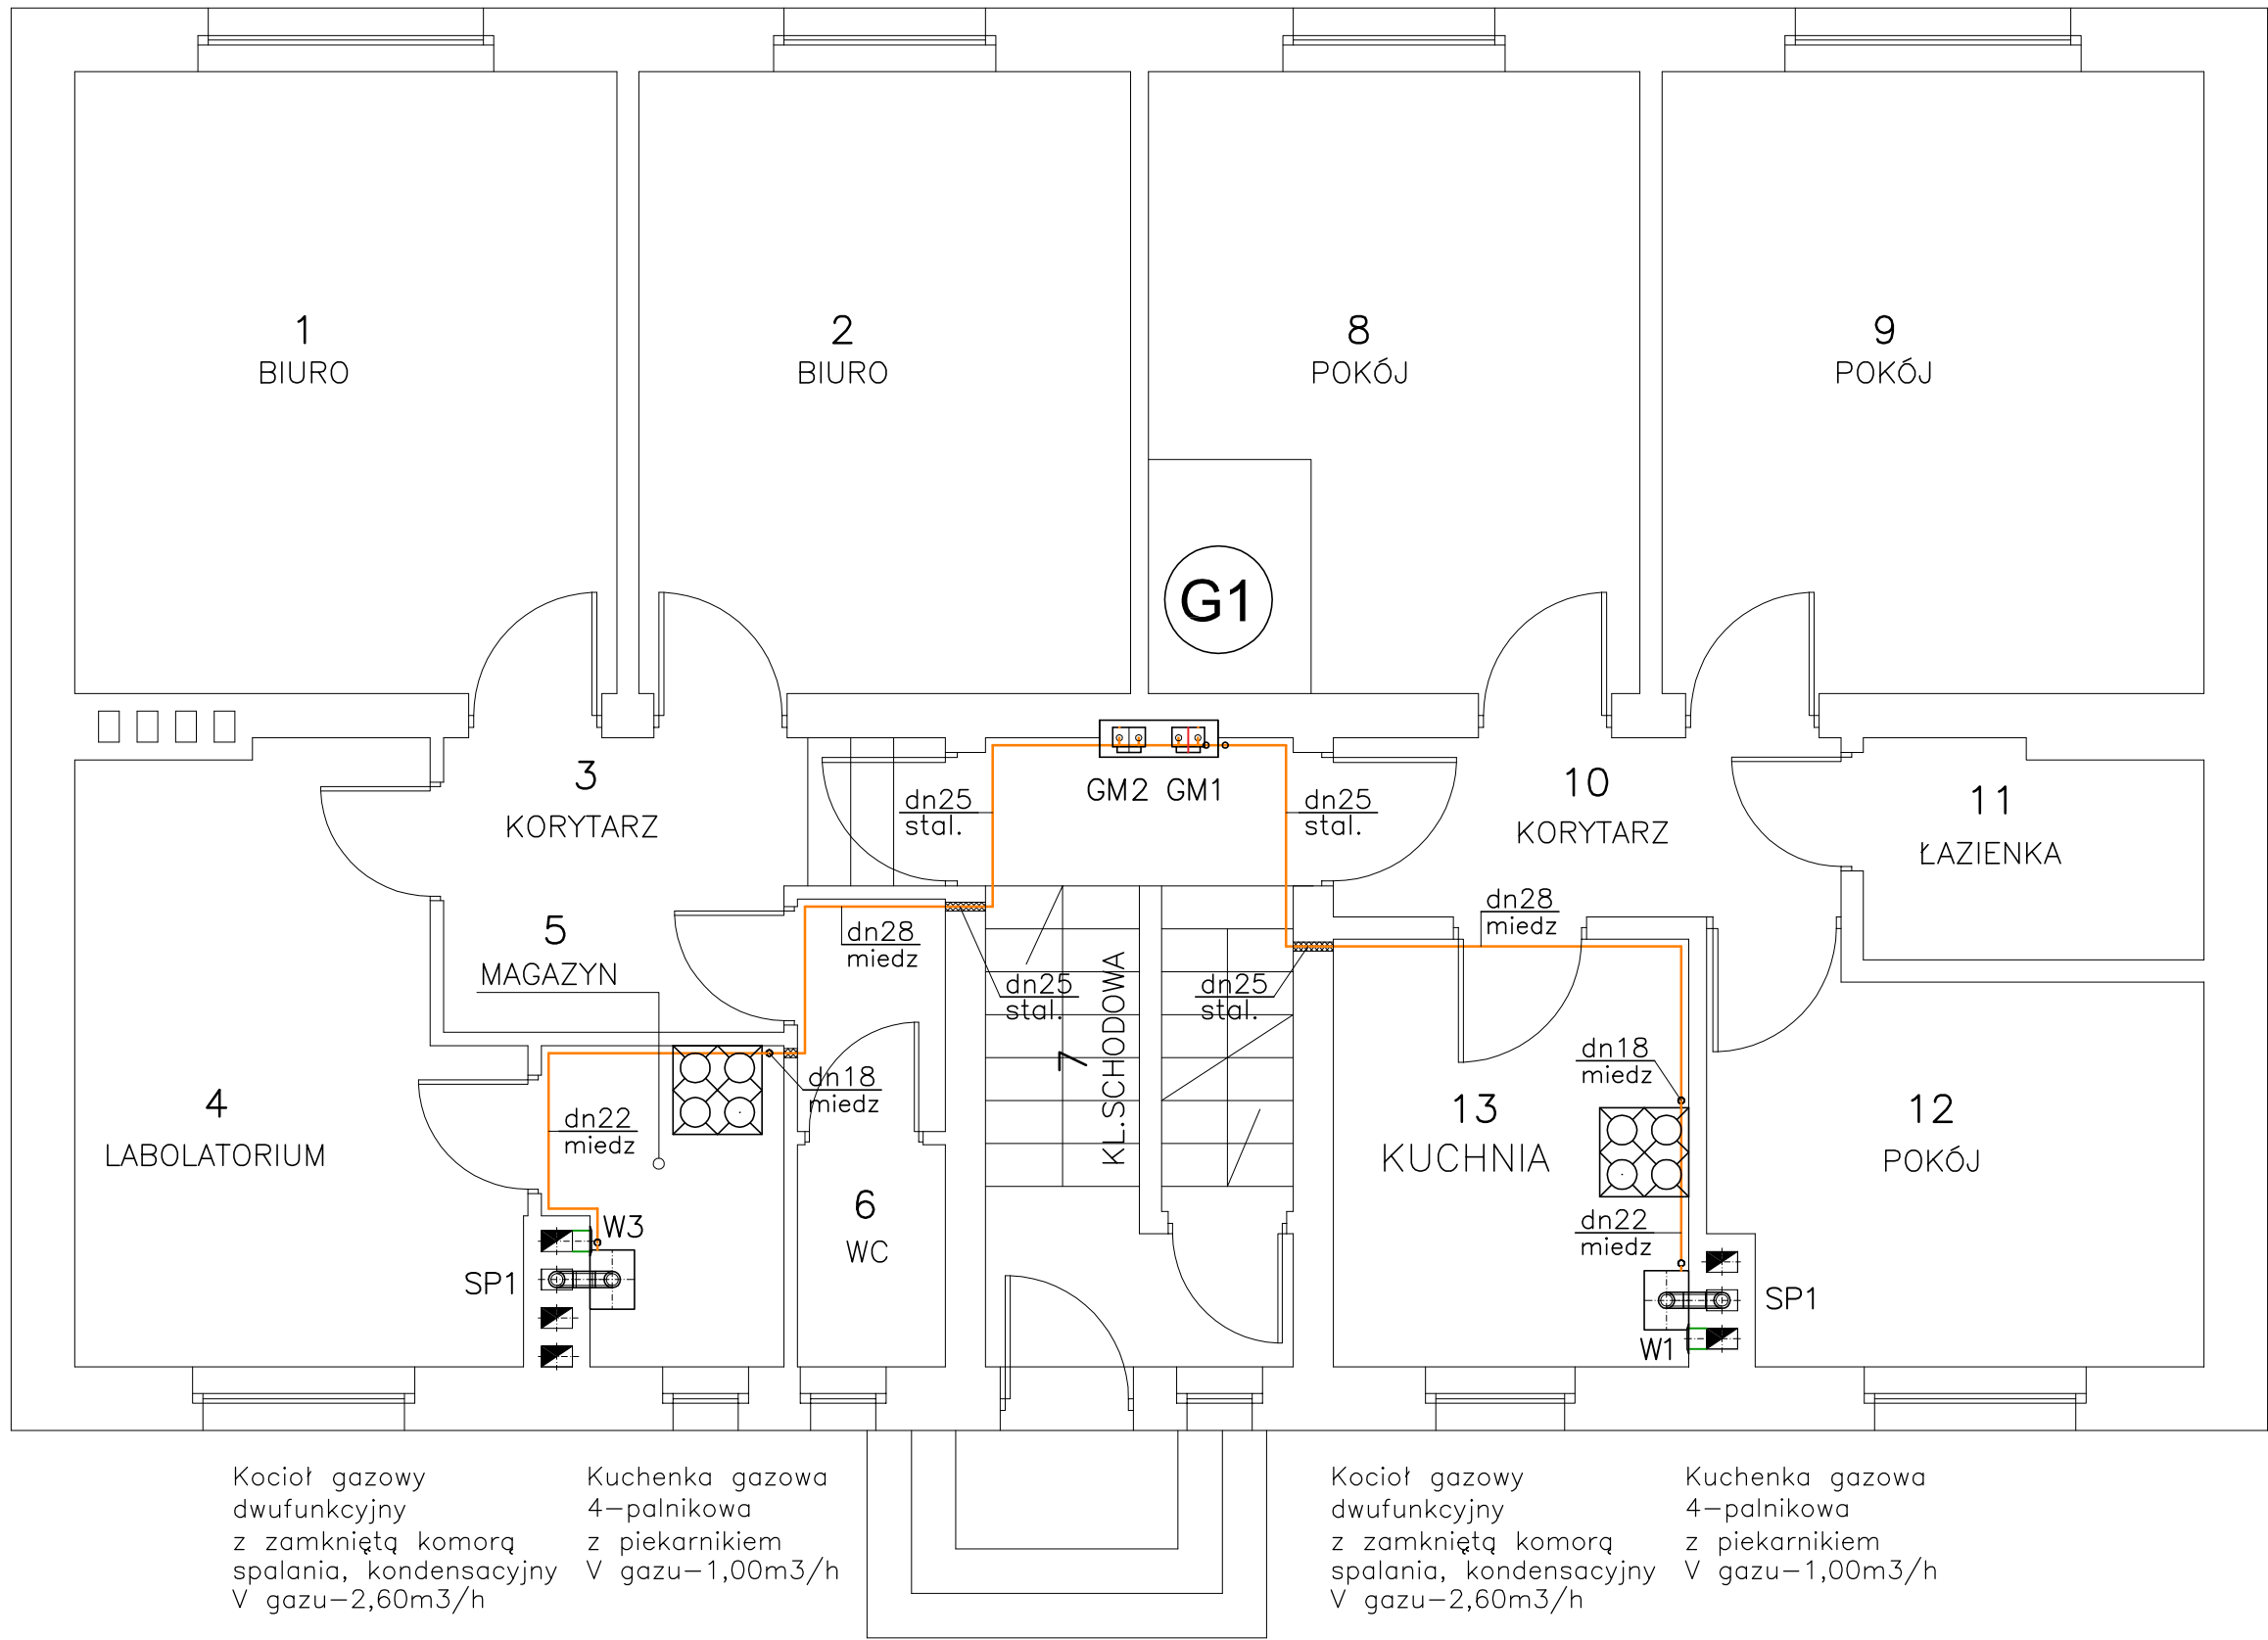 1
BIURO
2
BIURO
8
POKÓJ
9
POKÓJ
G1
3
KORYTARZ
GM2 GM1
dn25
stal.
dn25
stal.
10
KORYTARZ
11
ŁAZIENKA
5
MAGAZYN
dn28
miedz
dn25
stal.
dn25
stal.
dn28
miedz
7
KL.SCHODOWA
4
LABOLATORIUM
dn22
miedz
dn18
miedz
dn18
miedz
13
KUCHNIA
12
POKÓJ
6
WC
dn22
miedz
W3
SP1
SP1
W1
Kocioł gazowy
dwufunkcyjny
z zamkniętą komorą
spalania, kondensacyjny
V gazu-2,60m3/h
Kuchenka gazowa
4-palnikowa
z piekarnikiem
V gazu-1,00m3/h
Kocioł gazowy
dwufunkcyjny
z zamkniętą komorą
spalania, kondensacyjny
V gazu-2,60m3/h
Kuchenka gazowa
4-palnikowa
z piekarnikiem
V gazu-1,00m3/h